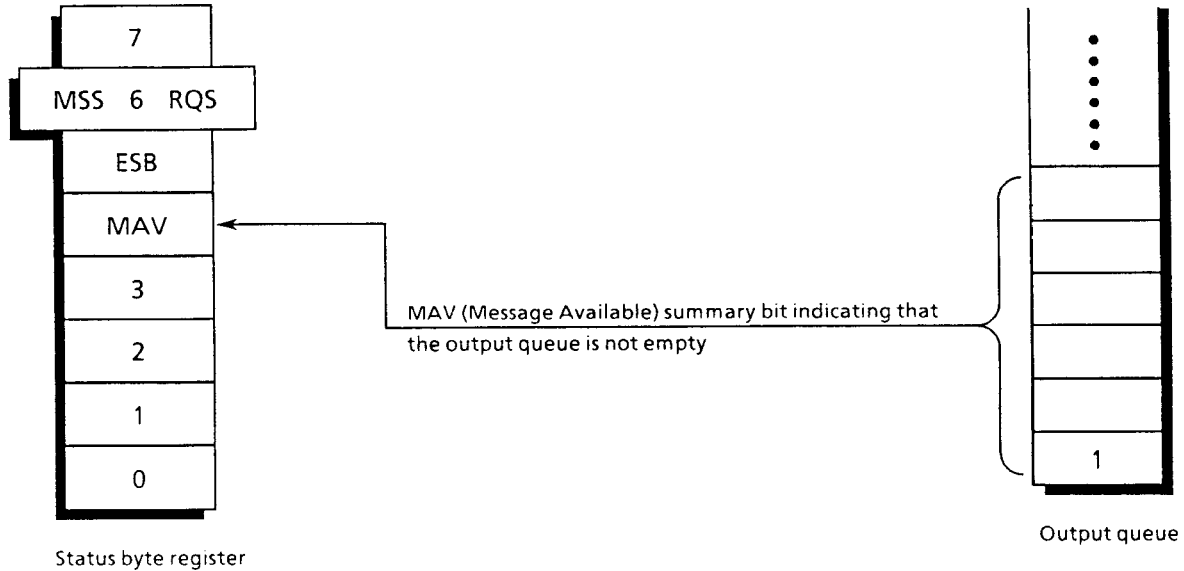 7
MSS 6 RQS
ESB
MAV
3
2
1
0
Status byte register
MAV (Message Available) summary bit indicating that
the output queue is not empty
1
Output queue